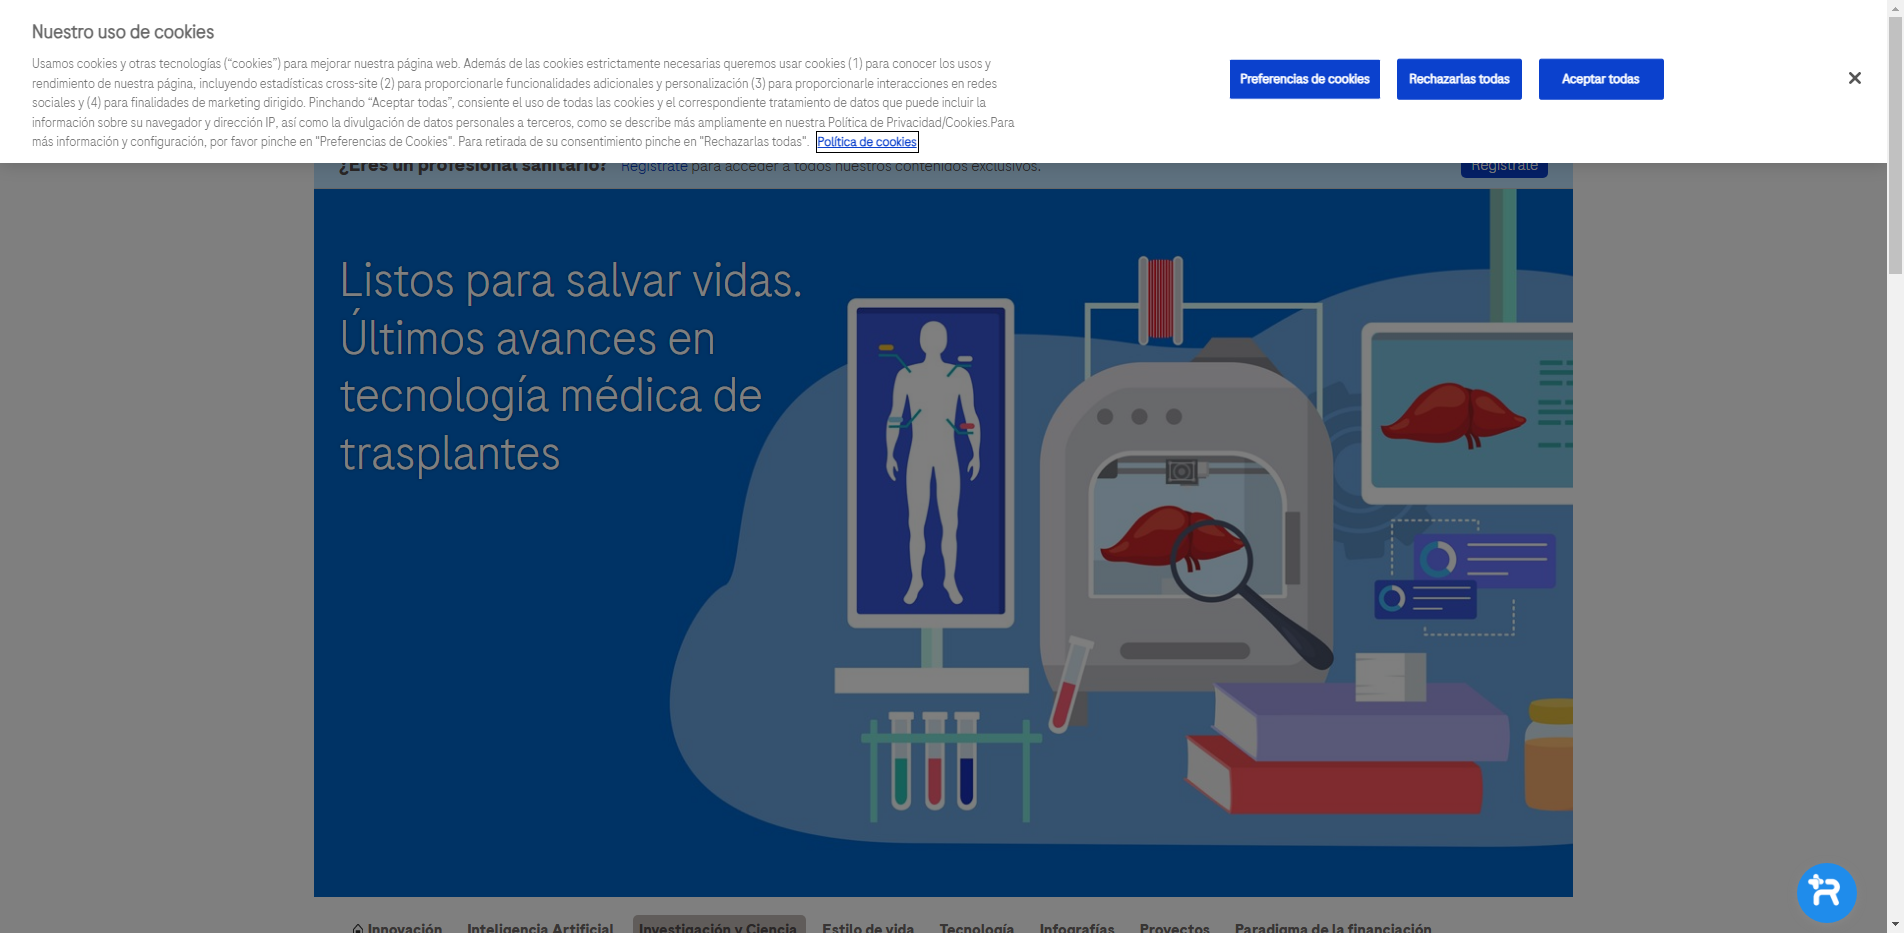 Nuestro uso de cookies
Usamos cookies y otras tecnologías (“cookies”) para mejorar nuestra página web. Además de las cookies estrictamente necesarias queremos usar cookies (1) para conocer los usos y
rendimiento de nuestra página, incluyendo estadísticas cross-site (2) para proporcionarle funcionalidades adicionales y personalización (3) para proporcionarle interacciones en redes
sociales y (4) para finalidades de marketing dirigido. Pinchando “Aceptar todas”, consiente el uso de todas las cookies y el correspondiente tratamiento de datos que puede incluir la
información sobre su navegador y dirección IP, así como la divulgación de datos personales a terceros, como se describe más ampliamente en nuestra Política de Privacidad/Cookies.Para
más información y configuración, por favor pinche en "Preferencias de Cookies". Para retirada de su consentimiento pinche en "Rechazarlas todas". Política de cookies
Preferencias de cookies
Rechazarlas todas
Aceptar todas
¿Eres un profesional sanitario? Regístrate para acceder a todos nuestros contenidos exclusivos.
Regístrate
Listos para salvar vidas.
Últimos avances en
tecnología médica de
trasplantes
Innovación Inteligencia Artificial Investigación y Ciencia Estilo de vida Tecnología Infografías Proyectos Paradigma de la financiación